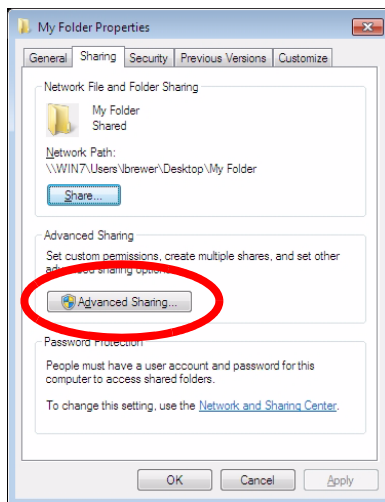 My Folder Properties
General Sharing Security Previous Versions Customize
Network File and Folder Sharing
My Folder
Shared
Network Path:
\\WIN7\Users\lbrewer\Desktop\My Folder
Share...
Advanced Sharing
Set custom permissions, create multiple shares, and set other
advanced sharing options.
Advanced Sharing...
Password Protection
People must have a user account and password for this
computer to access shared folders.
To change this setting, use the Network and Sharing Center.
OK Cancel Apply